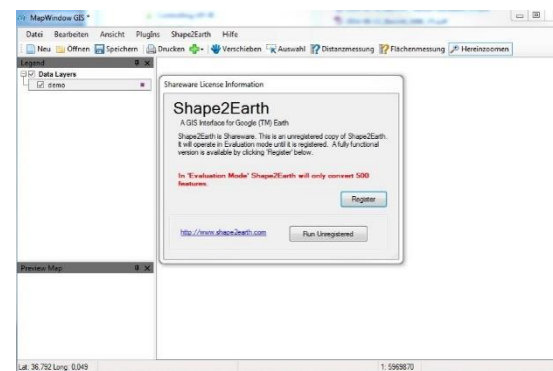 MapWindow GIS *
Datei Bearbeiten Ansicht PlugIns Shape2Earth Hilfe
Neu Öffnen Speichern Drucken Verschieben Auswahl Distanzmessung Flächenmessung Hereinzoomen
Legend
Data Layers
demo
Shareware License Information
Shape2Earth
A GIS Interface for Google (TM) Earth
Shape2Earth is Shareware. This is an unregistered copy of Shape2Earth.
It will operate in Evaluation mode until it is registered. A fully functional
version is available by clicking 'Register' below.
In 'Evaluation Mode' Shape2Earth will only convert 500
features.
Register
http://www.shape2earth.com
Run Unregistered
Preview Map
Lat: 36.792 Long: 0.049
1: 5969870